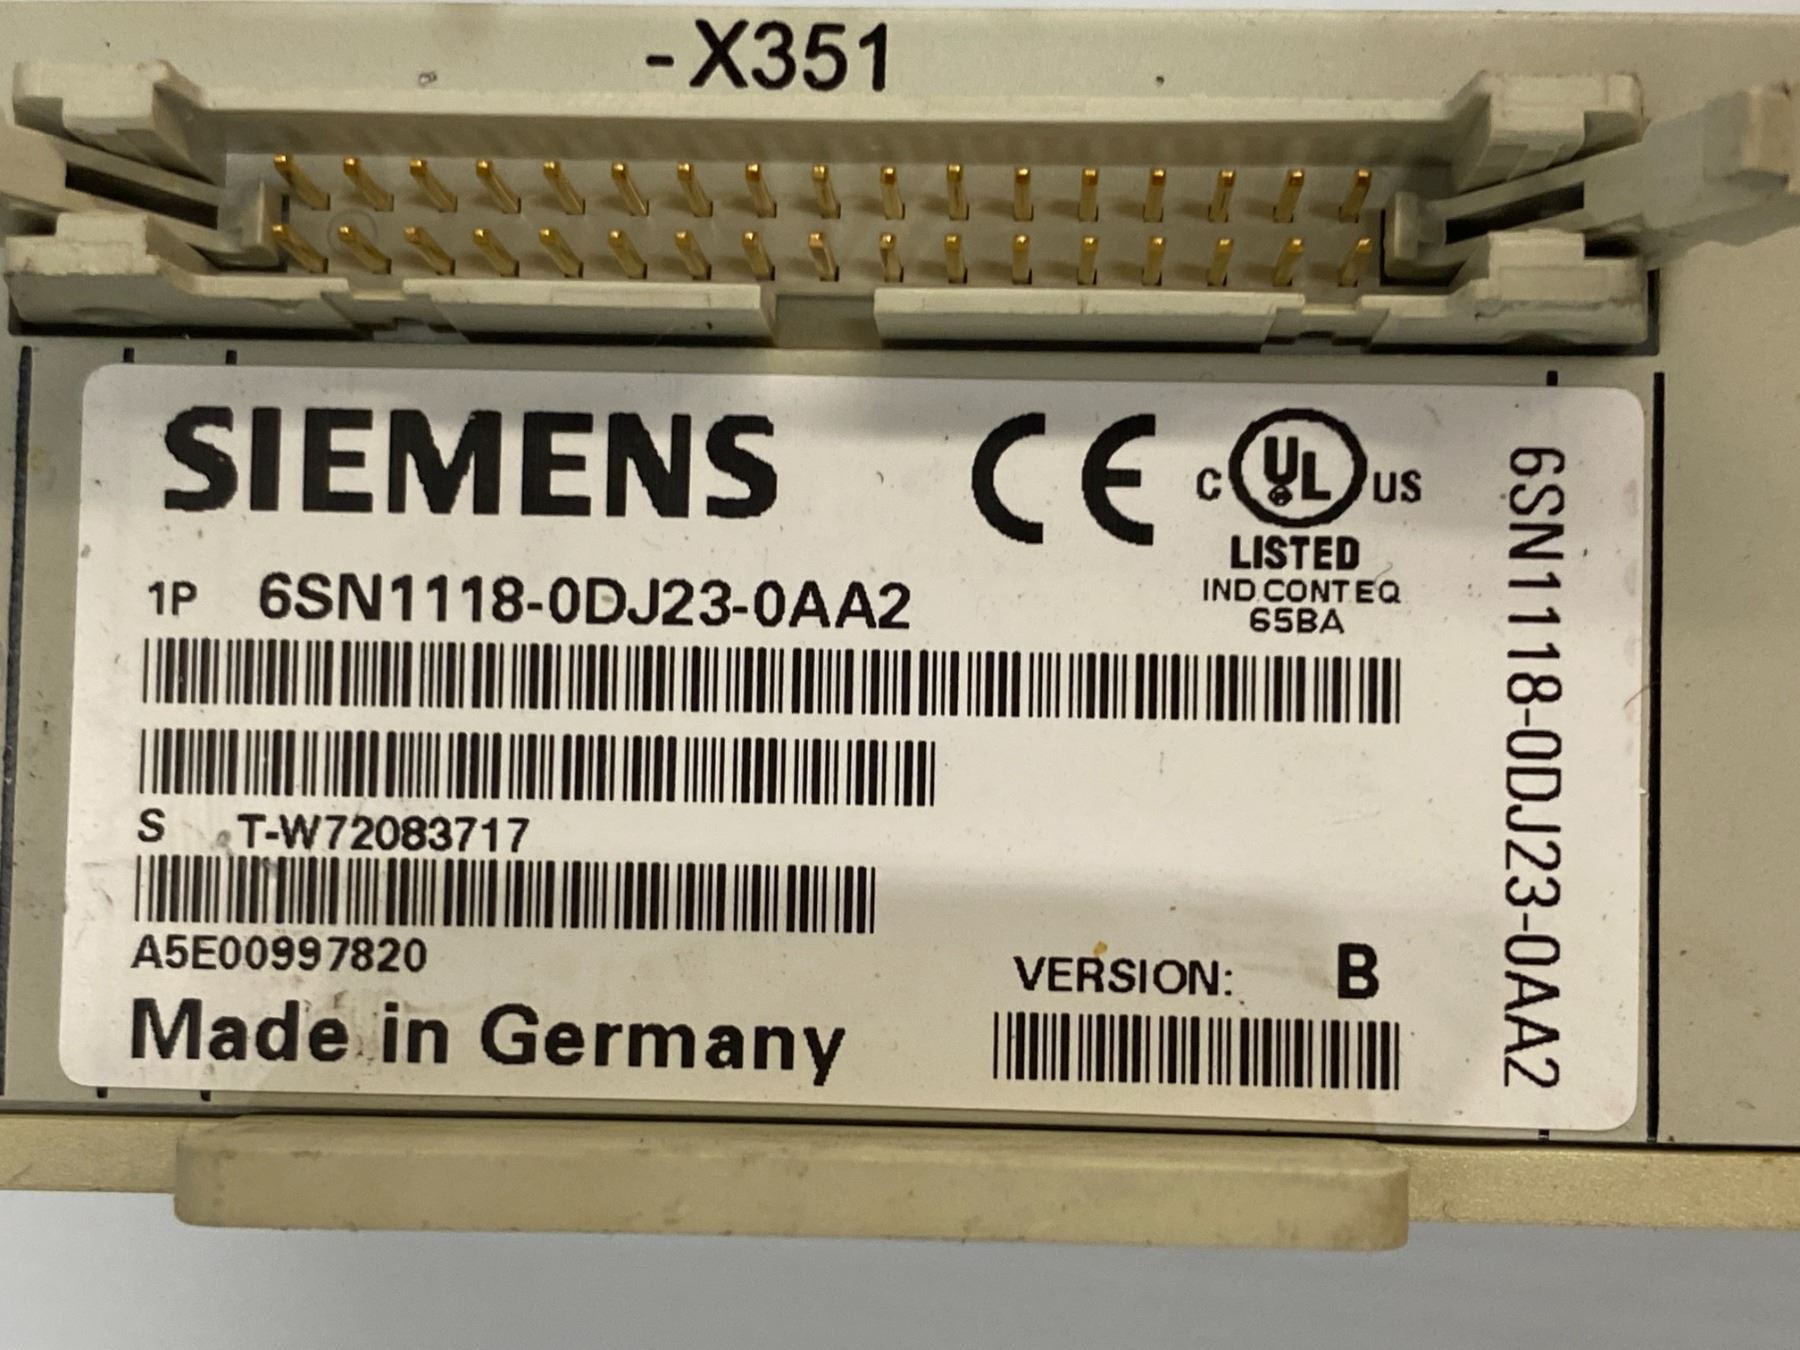 -X351
SIEMENS
CE
C UL US
LISTED
IND.CONT.EQ
65BA
1P 6SN1118-0DJ23-0AA2
S T-W72083717
A5E00997820
VERSION: B
Made in Germany
6SN1118-0DJ23-0AA2